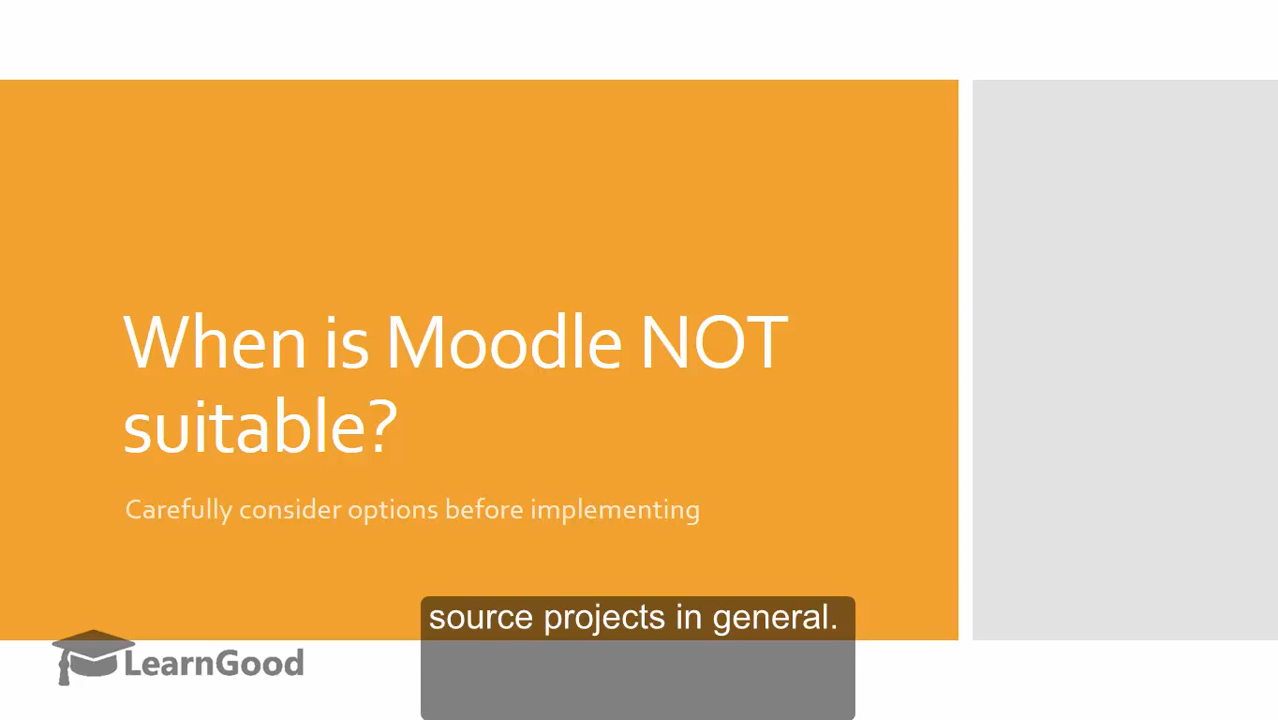 When is Moodle NOT
suitable?
Carefully consider options before implementing
source projects in general.
LearnGood